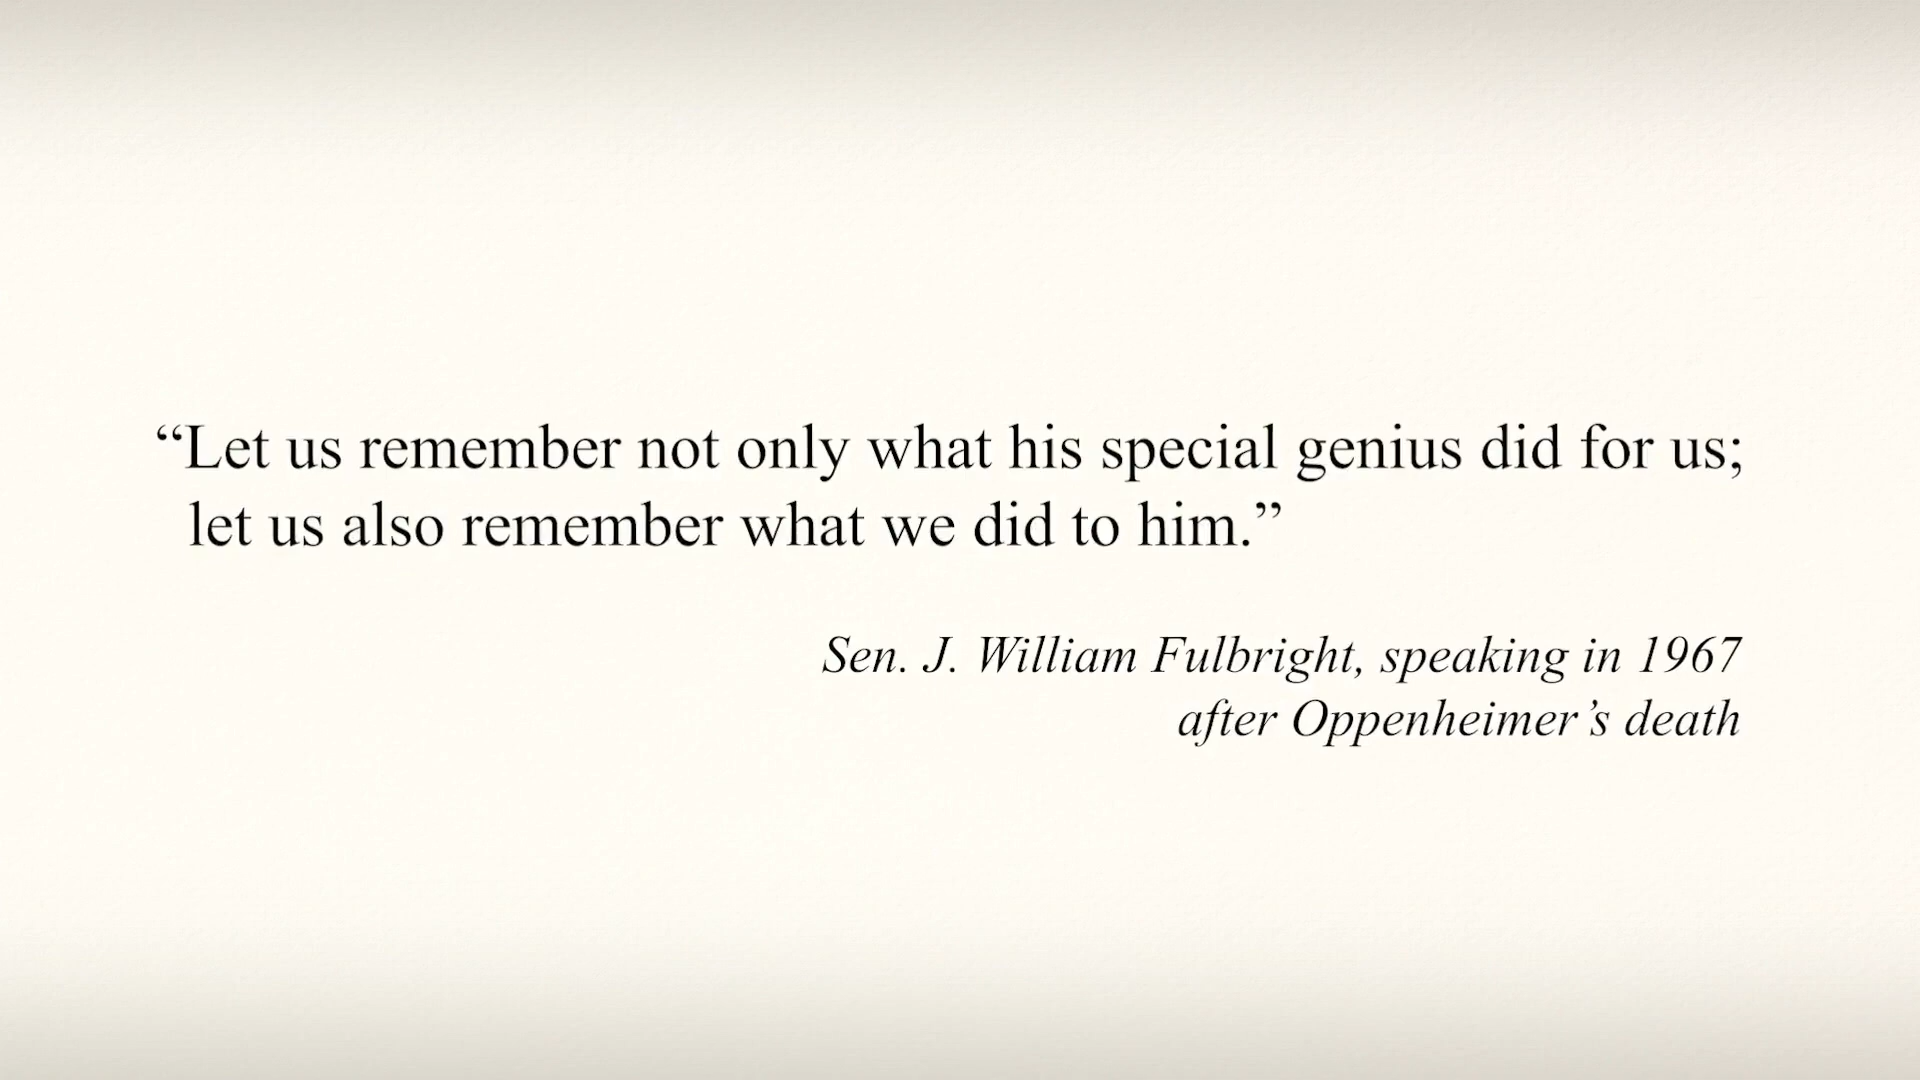 “Let us remember not only what his special genius did for us;
let us also remember what we did to him.”
Sen. J. William Fulbright, speaking in 1967
after Oppenheimer’s death